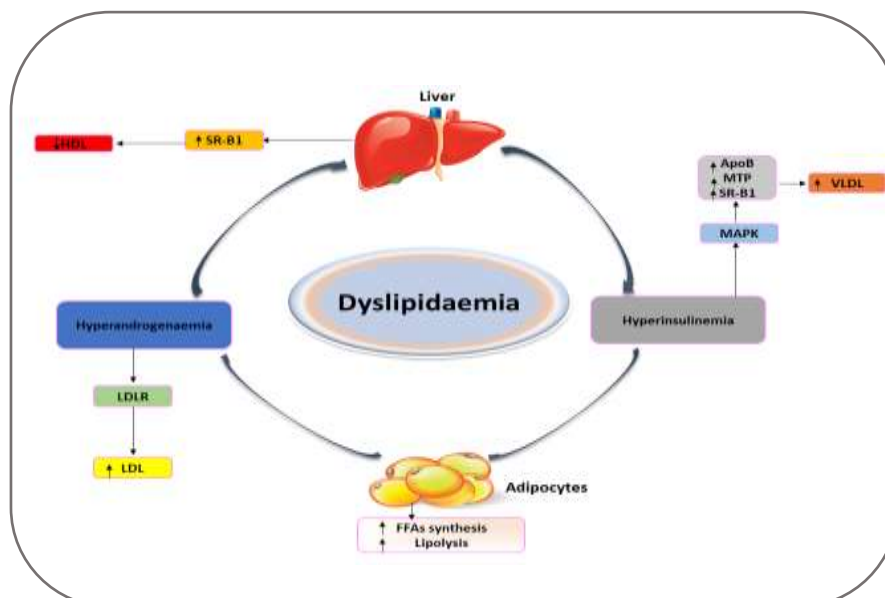 Liver
↓HDL
↑ SR-B1
↑ ApoB
↑ MTP
↑ SR-B1
↑ VLDL
MAPK
Dyslipidaemia
Hyperandrogenaemia
Hyperinsulinemia
LDLR
↑ LDL
Adipocytes
↑ FFAs synthesis
↑ Lipolysis